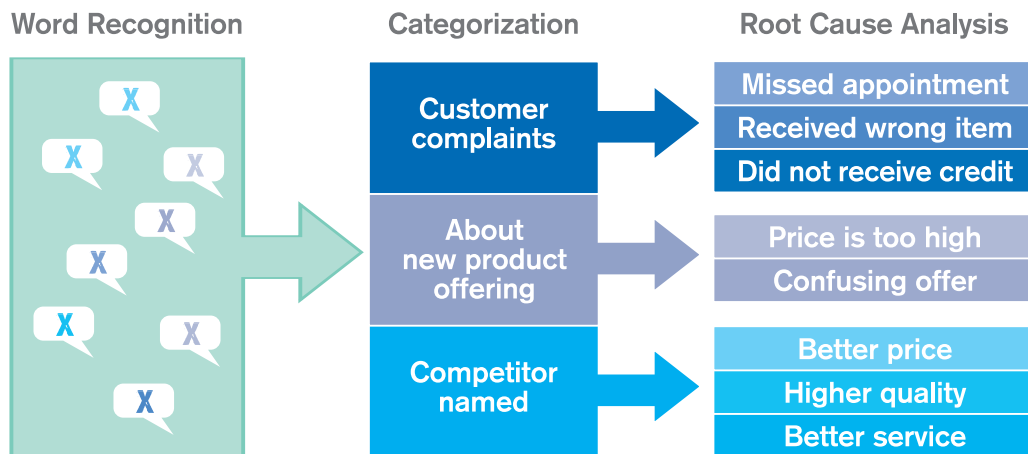 Word Recognition
Categorization
Root Cause Analysis
X
X
X
X
X
X
X
X
Customer
complaints
About
new product
offering
Competitor
named
Missed appointment
Received wrong item
Did not receive credit
Price is too high
Confusing offer
Better price
Higher quality
Better service